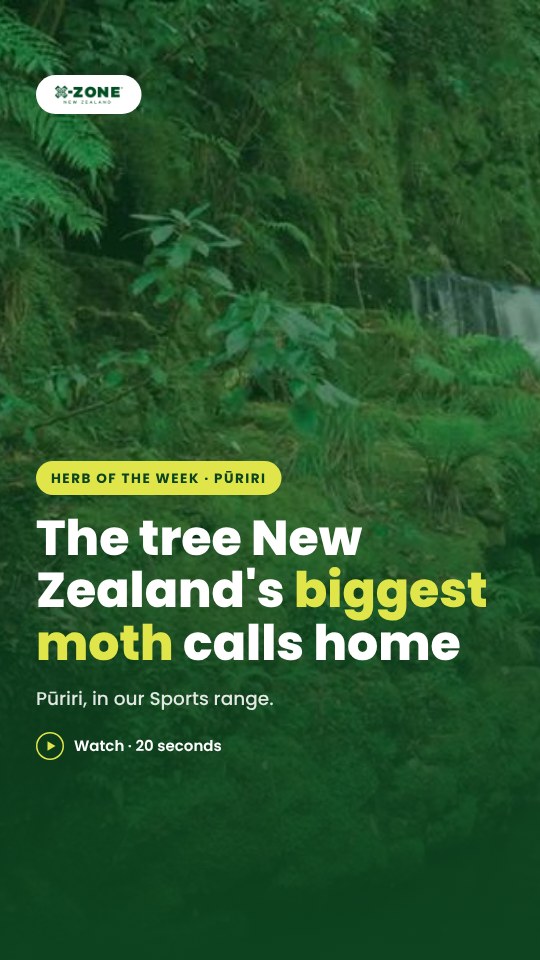 X-ZONE
NEW ZEALAND
HERB OF THE WEEK · PŪRIRI
The tree New
Zealand's biggest
moth calls home
Pūriri, in our Sports range.
Watch · 20 seconds